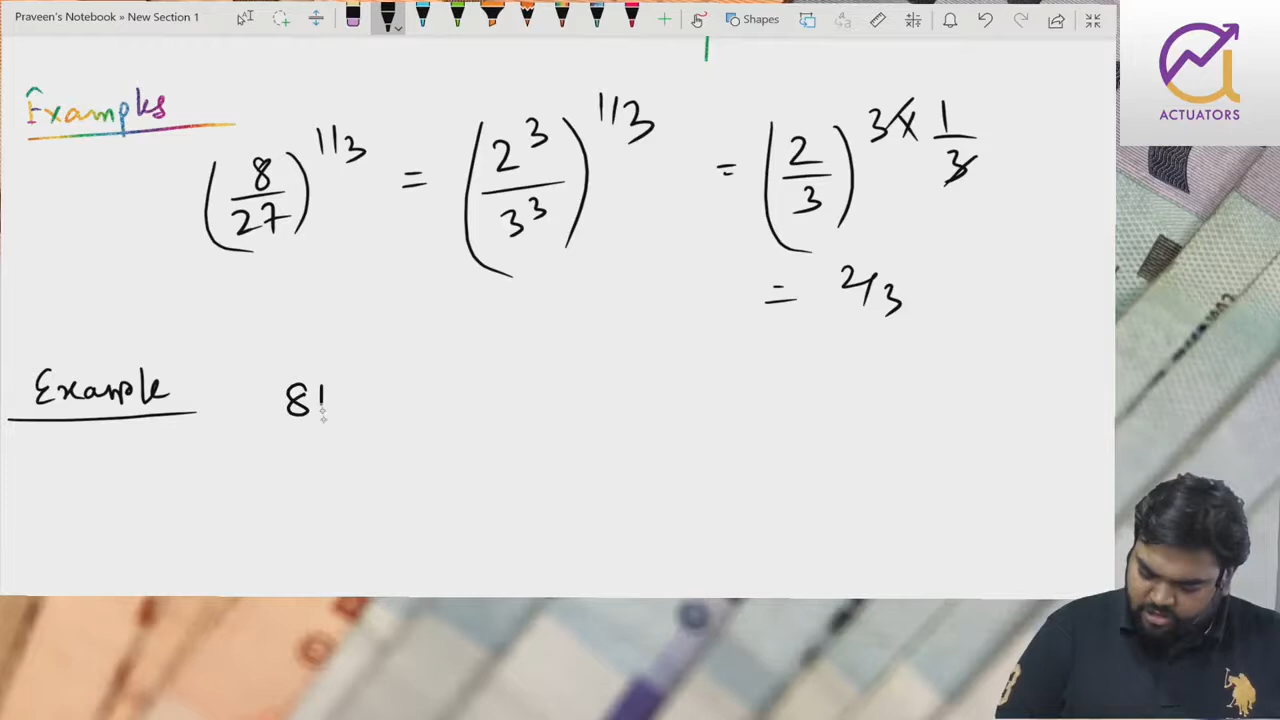 Praveen's Notebook » New Section 1
Shapes
ACTUATORS
Examples
(8/27)^1/3 = (2^3/3^3)^1/3 = (2/3)^3×1/3
= 2/3
Example 81